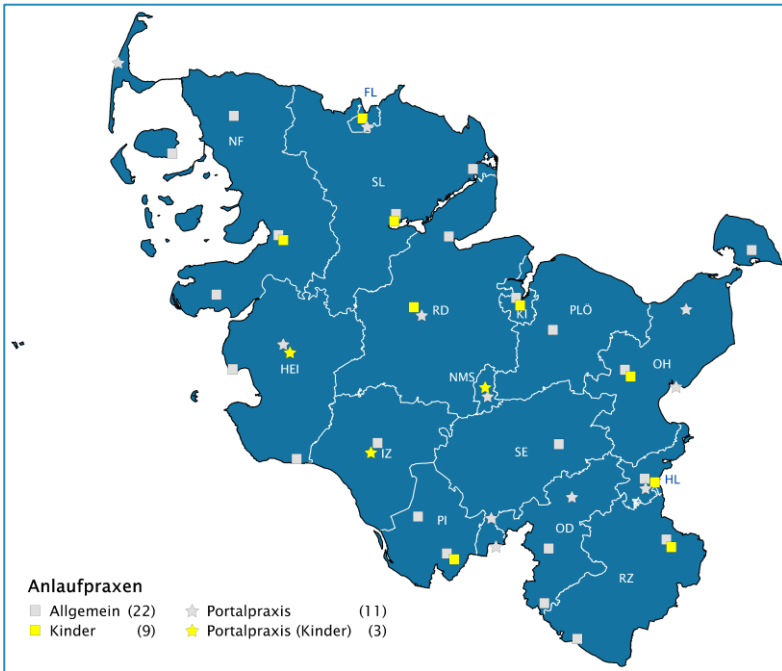 FL
NF
SL
RD
KI
PLÖ
OH
HEI
NMS
IZ
SE
HL
PI
OD
RZ
Anlaufpraxen
Allgemein (22) Portalpraxis (11)
Kinder (9) Portalpraxis (Kinder) (3)